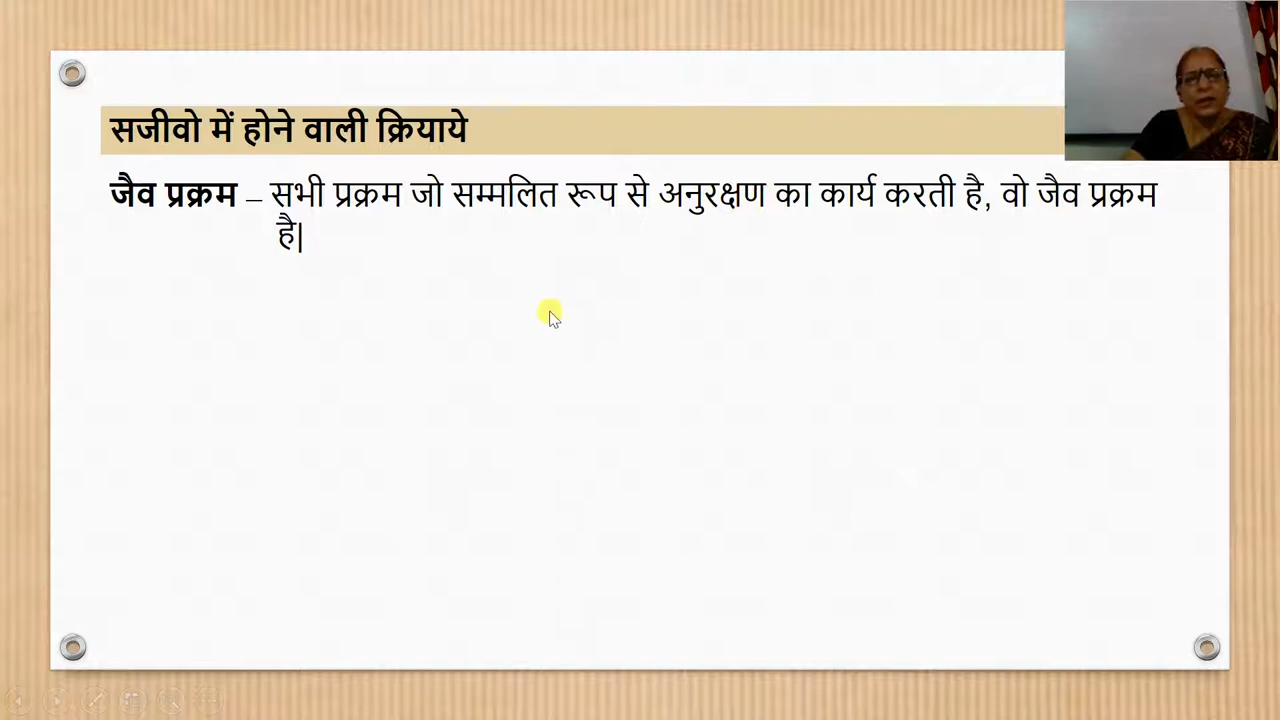 सजीवो में होने वाली क्रियाये
जैव प्रक्रम – सभी प्रक्रम जो सम्मलित रूप से अनुरक्षण का कार्य करती है, वो जैव प्रक्रम
है|